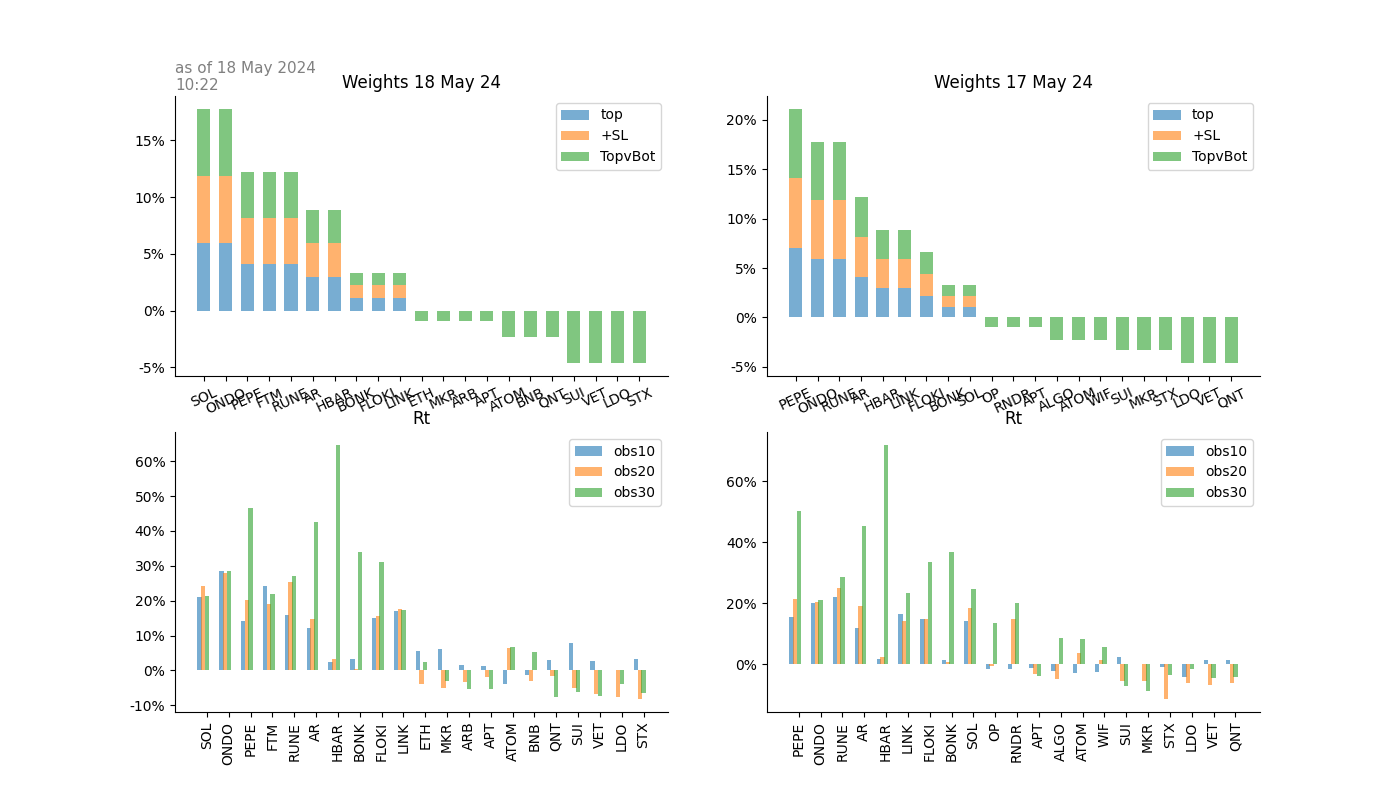 as of 18 May 2024
10:22
Weights 18 May 24
15%
10%
5%
0%
-5%
top
+SL
TopvBot
SOL ONDO PEPE FTM RUNE AR HBAR BONK FLOKI LINK ETH MKR ARB APT ATOM BNB QNT SUI VET LDO STX
Weights 17 May 24
20%
15%
10%
5%
0%
-5%
top
+SL
TopvBot
PEPE ONDO RUNE AR HBAR LINK FLOKI BONK SOL OP RNDR APT ALGO ATOM WIF SUI MKR STX LDO VET QNT
Rt
60%
50%
40%
30%
20%
10%
0%
-10%
obs10
obs20
obs30
SOL ONDO PEPE FTM RUNE AR HBAR BONK FLOKI LINK ETH MKR ARB APT ATOM BNB QNT SUI VET LDO STX
Rt
60%
40%
20%
0%
obs10
obs20
obs30
PEPE ONDO RUNE AR HBAR LINK FLOKI BONK SOL OP RNDR APT ALGO ATOM WIF SUI MKR STX LDO VET QNT